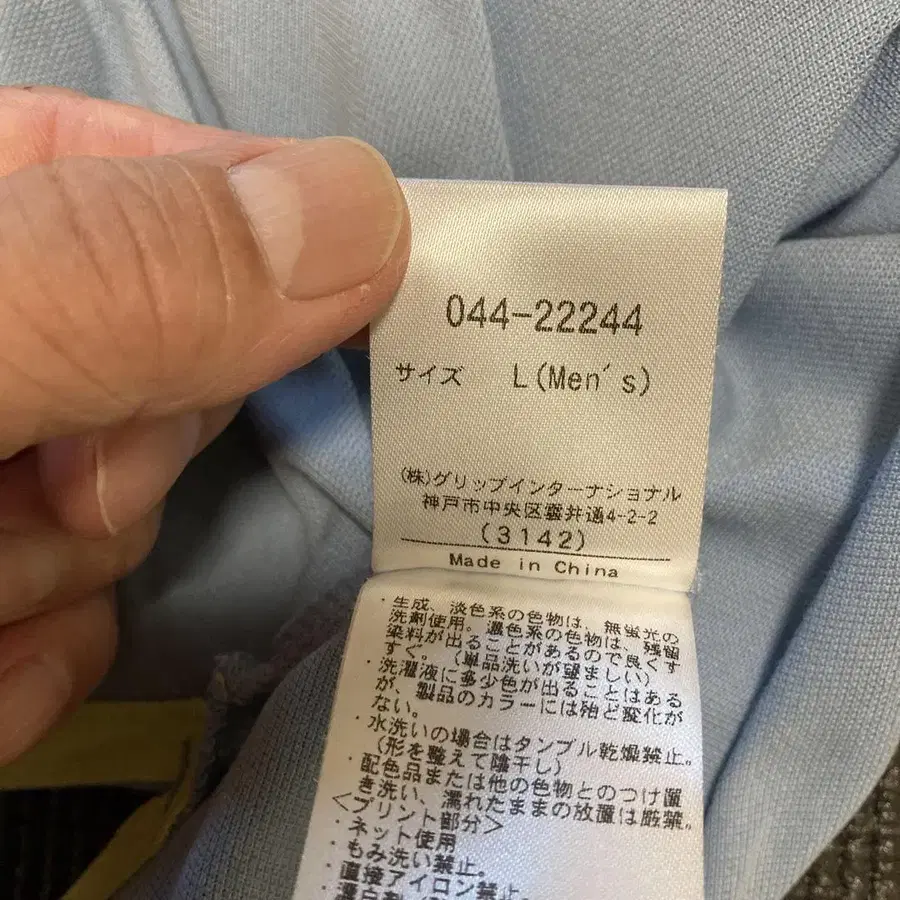 044-22244
サイズ L(Men's)
(株)グリップインターナショナル
神戸市中央区磯井通4-2-2
(3142)
Made in China
・生成、淡色系の色物は、無蛍光の
洗剤使用。濃色系の色物は、残留
染料が出ることがあるので良くす
すぐ。(単品洗いが望ましい)
・洗濯液に多少色が出ることはある
が、製品のカラーには殆ど変化が
ない。
・水洗いの場合はタンブル乾燥禁止。
(形を整えて陰干し)
・配色品または他の色物とのつけ置
き洗い、濡れたままの放置は厳禁。
<プリント部分>
・ネット使用
・もみ洗い禁止。
・直接アイロン禁止。